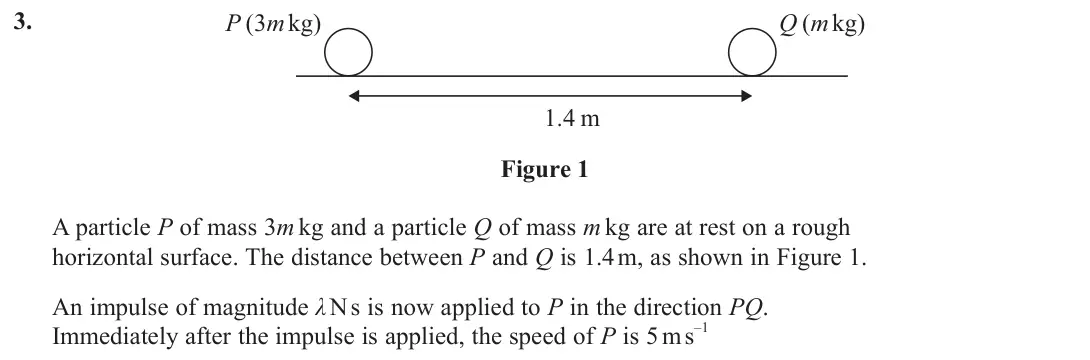 3.
P (3m kg)
Q (m kg)
1.4 m
Figure 1
A particle P of mass 3m kg and a particle Q of mass m kg are at rest on a rough
horizontal surface. The distance between P and Q is 1.4 m, as shown in Figure 1.
An impulse of magnitude λ N s is now applied to P in the direction PQ.
Immediately after the impulse is applied, the speed of P is 5 m s⁻¹